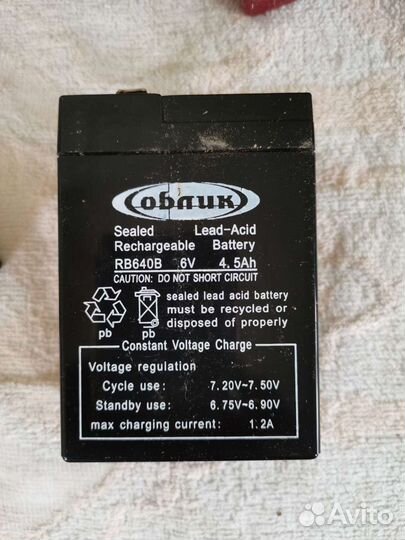 Облик
Sealed Lead-Acid
Rechargeable Battery
RB640B 6V 4.5Ah
CAUTION: DO NOT SHORT CIRCUIT
sealed lead acid battery
must be recycled or
disposed of properly
pb pb
Constant Voltage Charge
Voltage regulation
Cycle use: 7.20V~7.50V
Standby use: 6.75V~6.90V
max charging current: 1.2A
Avito